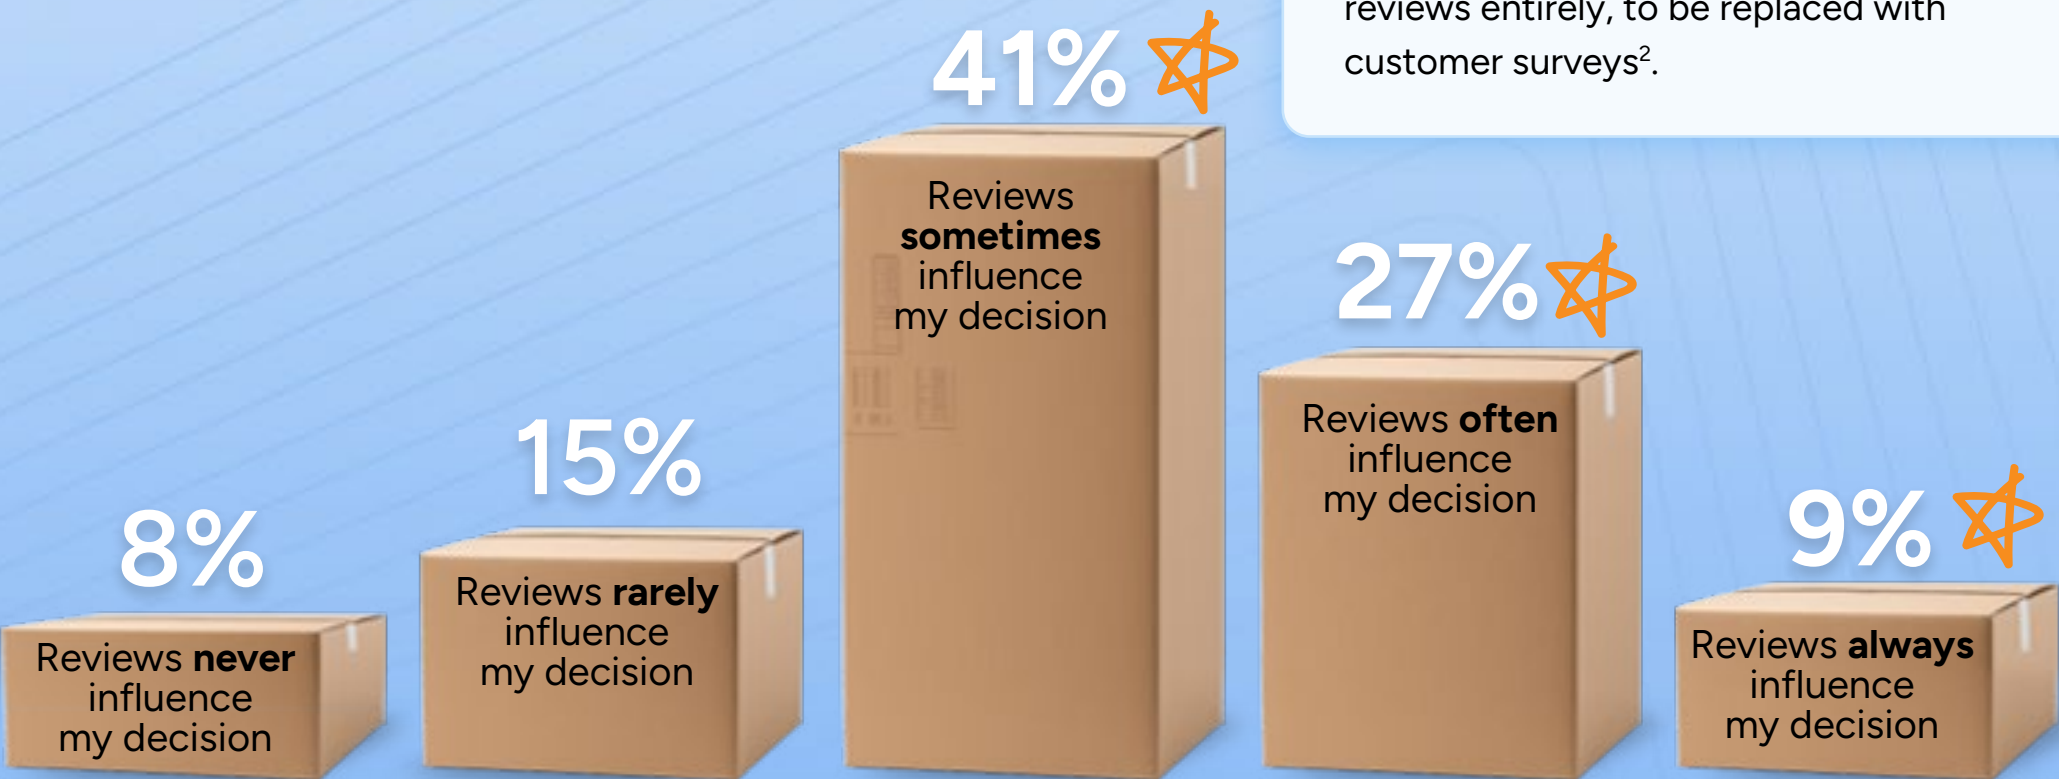 reviews entirely, to be replaced with
customer surveys².
41%
Reviews
sometimes
influence
my decision
27%
Reviews often
influence
my decision
15%
Reviews rarely
influence
my decision
8%
Reviews never
influence
my decision
9%
Reviews always
influence
my decision